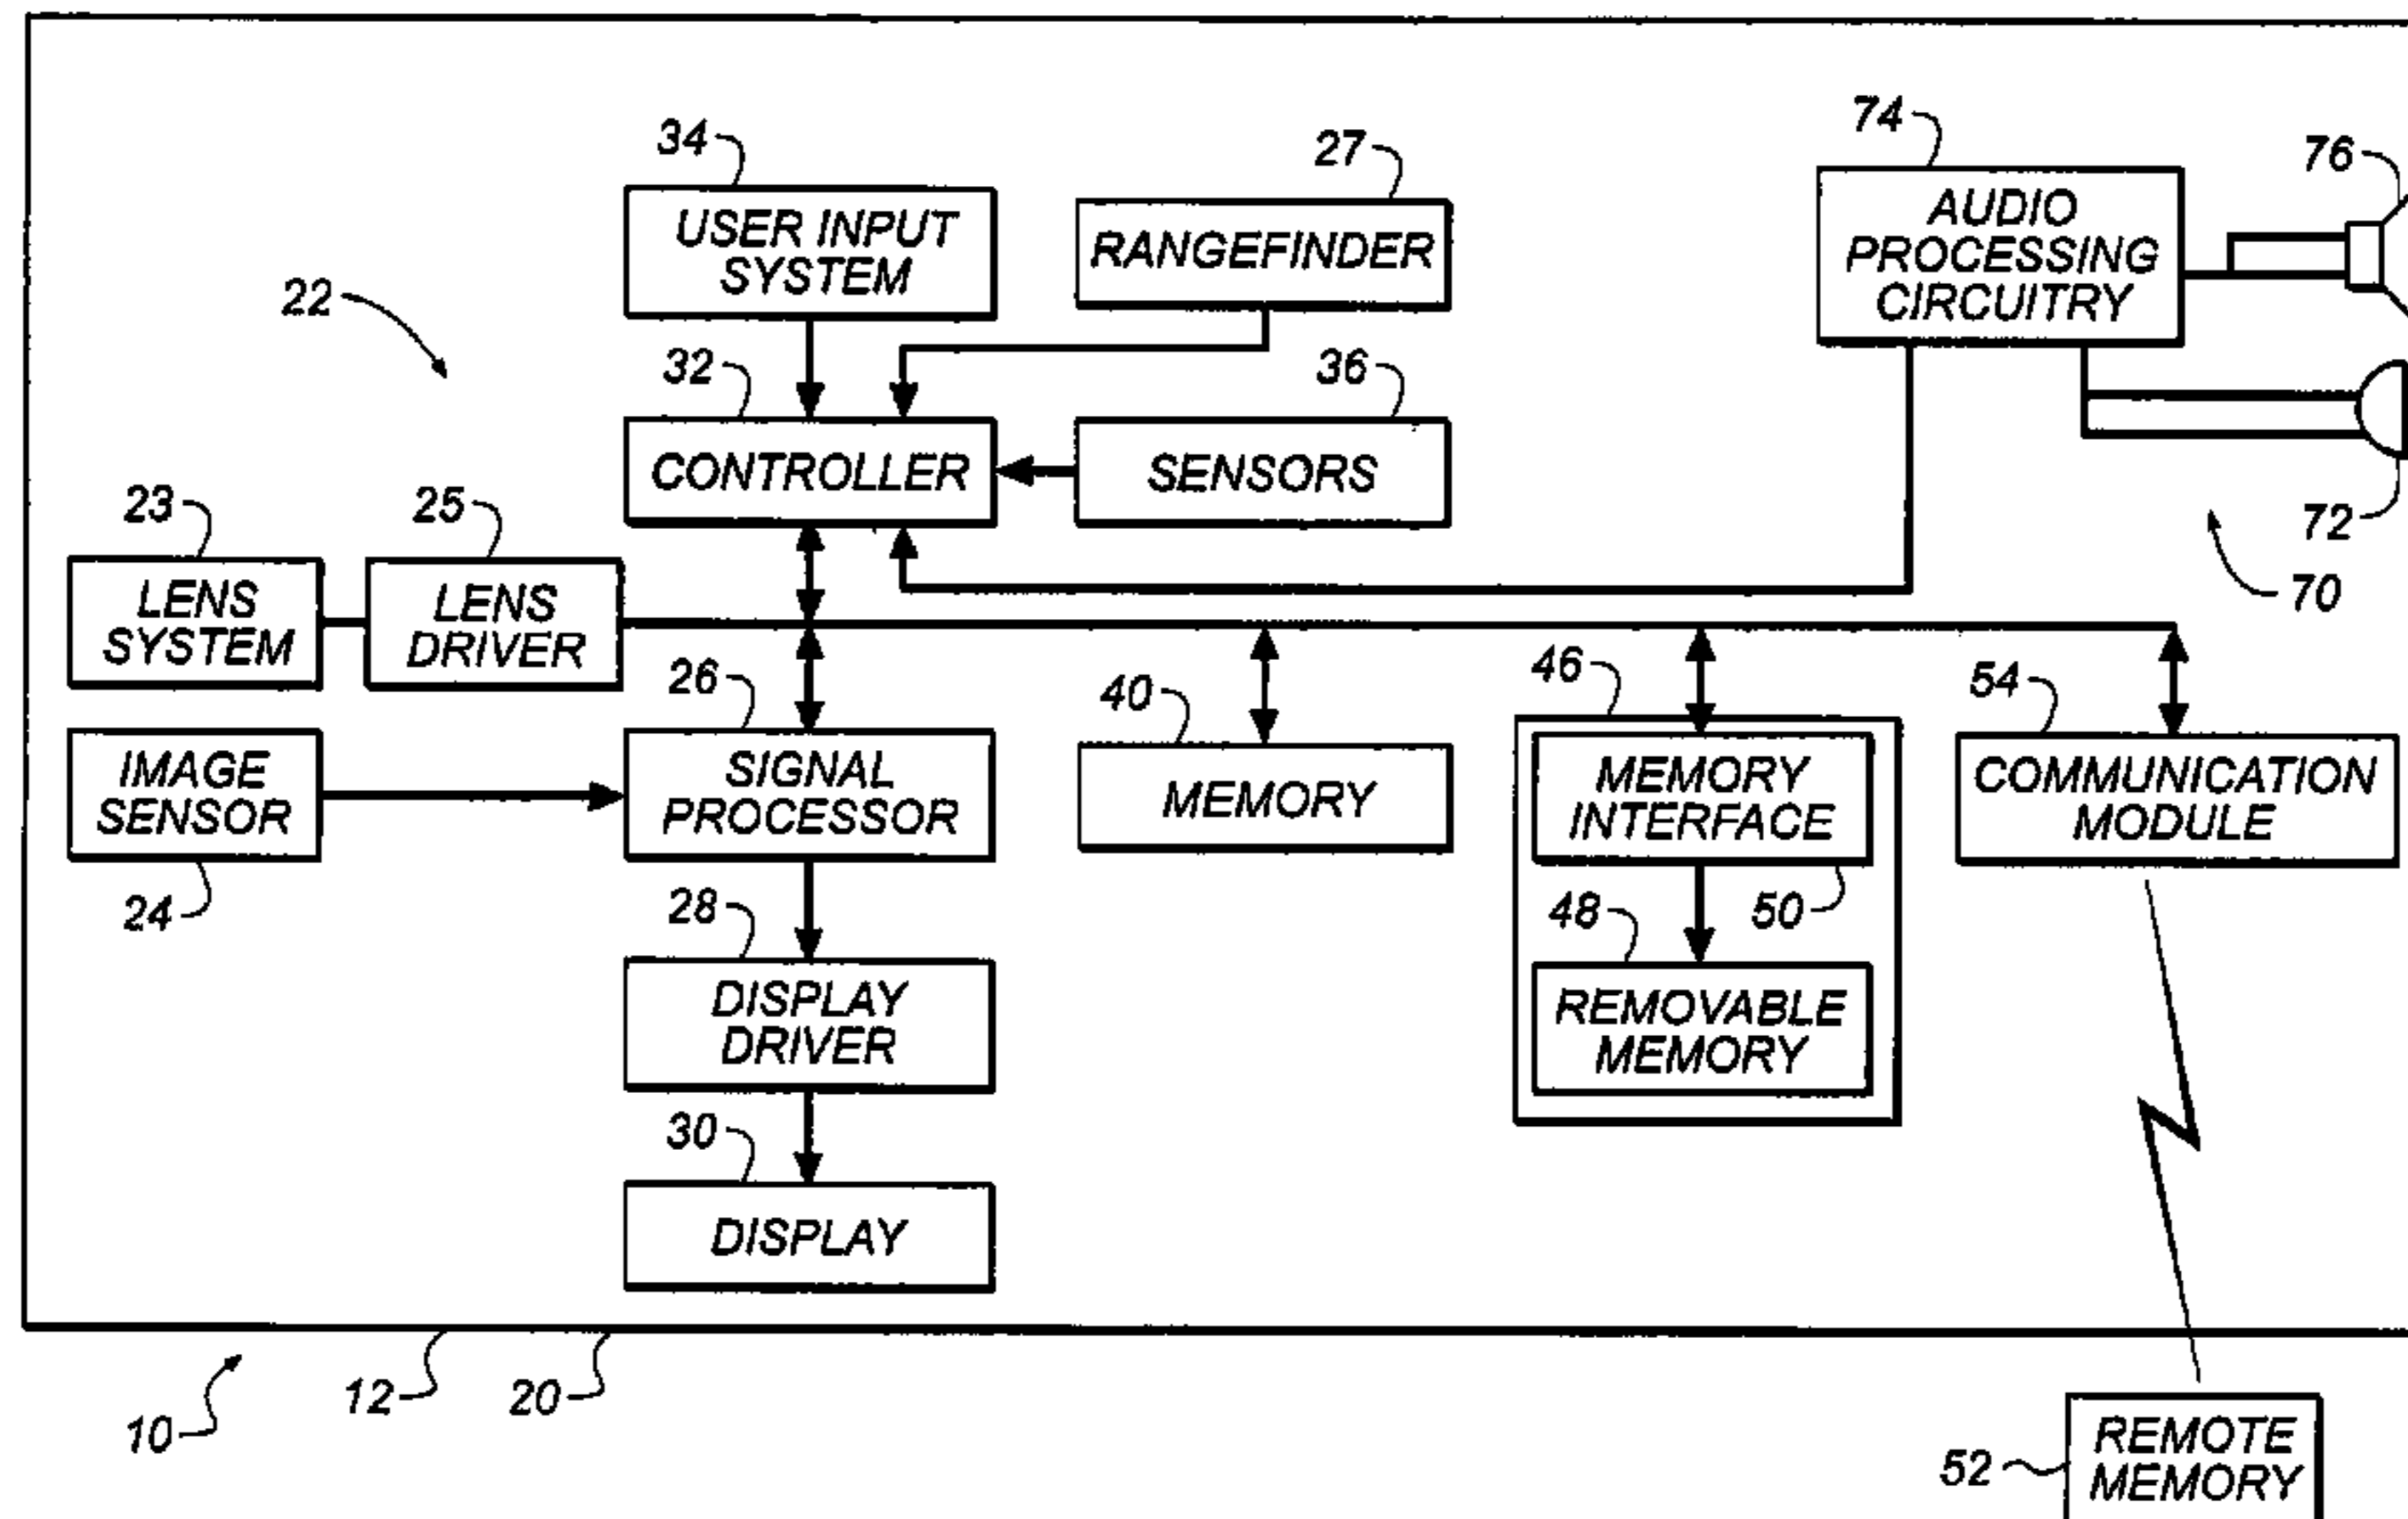 34
27
74
76
USER INPUT
SYSTEM
RANGEFINDER
AUDIO
PROCESSING
CIRCUITRY
22
32
36
CONTROLLER
SENSORS
23
25
72
70
LENS
SYSTEM
LENS
DRIVER
26
40
46
54
IMAGE
SENSOR
SIGNAL
PROCESSOR
MEMORY
MEMORY
INTERFACE
COMMUNICATION
MODULE
24
28
48
50
DISPLAY
DRIVER
REMOVABLE
MEMORY
30
DISPLAY
10
12
20
52
REMOTE
MEMORY